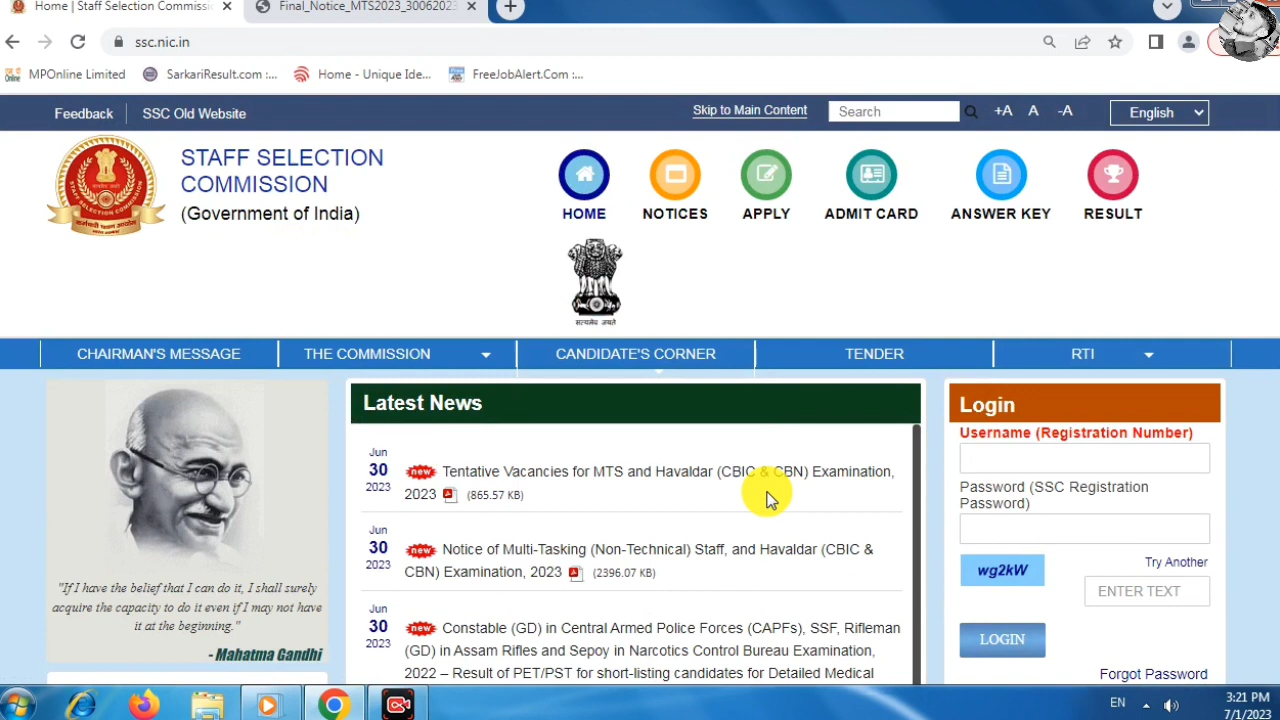 Home | Staff Selection Commissi
Final_Notice_MTS2023_30062023
ssc.nic.in
MPOnline Limited
SarkariResult.com :...
Home - Unique Ide...
FreeJobAlert.Com :...
Feedback
SSC Old Website
Skip to Main Content
Search
+A
A
-A
English
STAFF SELECTION
COMMISSION
(Government of India)
HOME
NOTICES
APPLY
ADMIT CARD
ANSWER KEY
RESULT
सत्यमेव जयते
CHAIRMAN'S MESSAGE
THE COMMISSION
CANDIDATE'S CORNER
TENDER
RTI
"If I have the belief that I can do it, I shall surely
acquire the capacity to do it even if I may not have
it at the beginning."
- Mahatma Gandhi
Latest News
Jun
30
2023
new Tentative Vacancies for MTS and Havaldar (CBIC & CBN) Examination,
2023 (865.57 KB)
Jun
30
2023
new Notice of Multi-Tasking (Non-Technical) Staff, and Havaldar (CBIC &
CBN) Examination, 2023 (2396.07 KB)
Jun
30
2023
new Constable (GD) in Central Armed Police Forces (CAPFs), SSF, Rifleman
(GD) in Assam Rifles and Sepoy in Narcotics Control Bureau Examination,
2022 – Result of PET/PST for short-listing candidates for Detailed Medical
Login
Username (Registration Number)
Password (SSC Registration
Password)
wg2kW
Try Another
ENTER TEXT
LOGIN
Forgot Password
EN
3:21 PM
7/1/2023